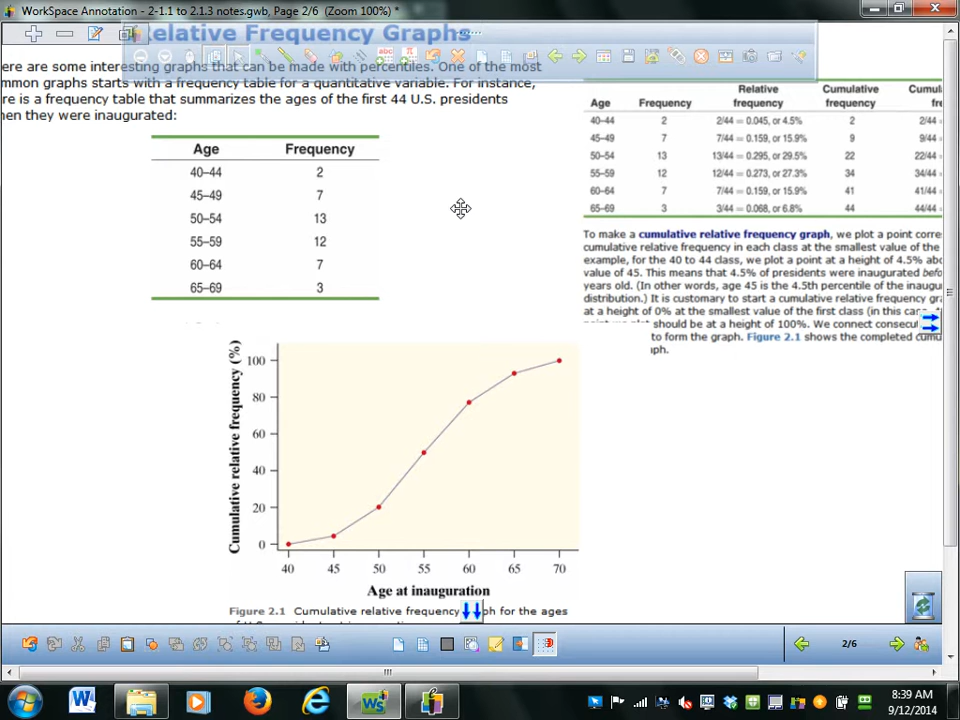 WorkSpace Annotation - 2-1.1 to 2.1.3 notes.gwb, Page 2/6 (Zoom 100%) *
elative Frequency Graphs
ere are some interesting graphs that can be made with percentiles. One of the most
mmon graphs starts with a frequency table for a quantitative variable. For instance,
re is a frequency table that summarizes the ages of the first 44 U.S. presidents
en they were inaugurated:
Age Frequency
40–44 2
45–49 7
50–54 13
55–59 12
60–64 7
65–69 3
Relative Cumulative Cumul
Age Frequency frequency frequency fre
40–44 2 2/44 = 0.045, or 4.5% 2 2/44 =
45–49 7 7/44 = 0.159, or 15.9% 9 9/44 =
50–54 13 13/44 = 0.295, or 29.5% 22 22/44 =
55–59 12 12/44 = 0.273, or 27.3% 34 34/44 =
60–64 7 7/44 = 0.159, or 15.9% 41 41/44 =
65–69 3 3/44 = 0.068, or 6.8% 44 44/44 =
To make a cumulative relative frequency graph, we plot a point corre
cumulative relative frequency in each class at the smallest value of the
example, for the 40 to 44 class, we plot a point at a height of 4.5% abo
value of 45. This means that 4.5% of presidents were inaugurated befo
years old. (In other words, age 45 is the 4.5th percentile of the inaugu
distribution.) It is customary to start a cumulative relative frequency gr
at a height of 0% at the smallest value of the first class (in this cas
should be at a height of 100%. We connect consecu
to form the graph. Figure 2.1 shows the completed cumu
ph.
Cumulative relative frequency (%)
100
80
60
40
20
0
40 45 50 55 60 65 70
Age at inauguration
Figure 2.1 Cumulative relative frequency ph for the ages
2/6
8:39 AM
9/12/2014